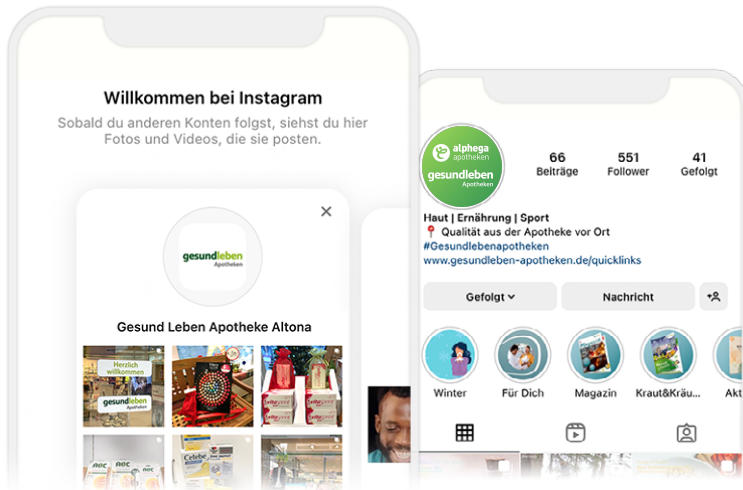 Willkommen bei Instagram
Sobald du anderen Konten folgst, siehst du hier
Fotos und Videos, die sie posten.
gesundleben
Apotheken
Gesund Leben Apotheke Altona
Herzlich
willkommen
gesundleben
Apotheken
alphega
apotheken
gesundleben
Apotheken
66
Beiträge
551
Follower
41
Gefolgt
Haut | Ernährung | Sport
Qualität aus der Apotheke vor Ort
#Gesundlebenapotheken
www.gesundleben-apotheken.de/quicklinks
Gefolgt
Nachricht
Winter
Für Dich
Magazin
Kraut&Kräu...
Akt